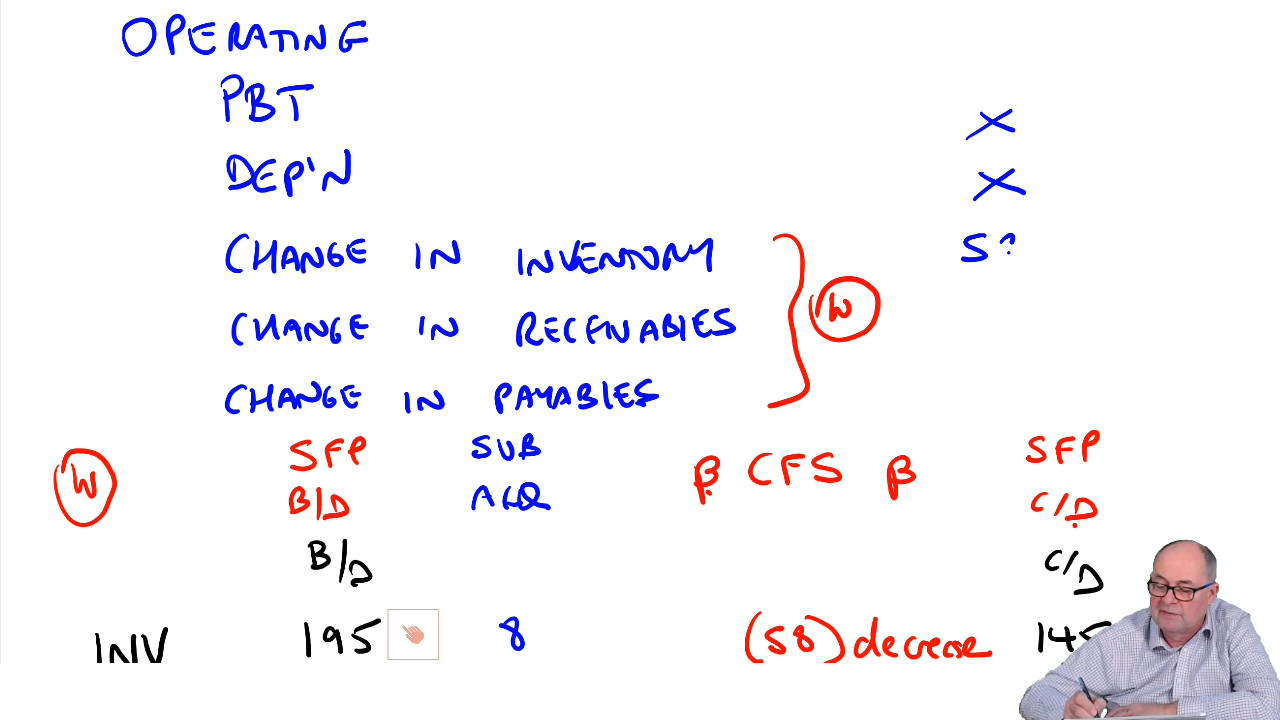 OPERATING
PBT X
DEP'N X
CHANGE IN INVENTORY S?
CHANGE IN RECEIVABLES W
CHANGE IN PAYABLES
W SFP SUB β CFS β SFP
B/D ACQ C/D
B/D C/D
INV 195 8 (58) decrease 145